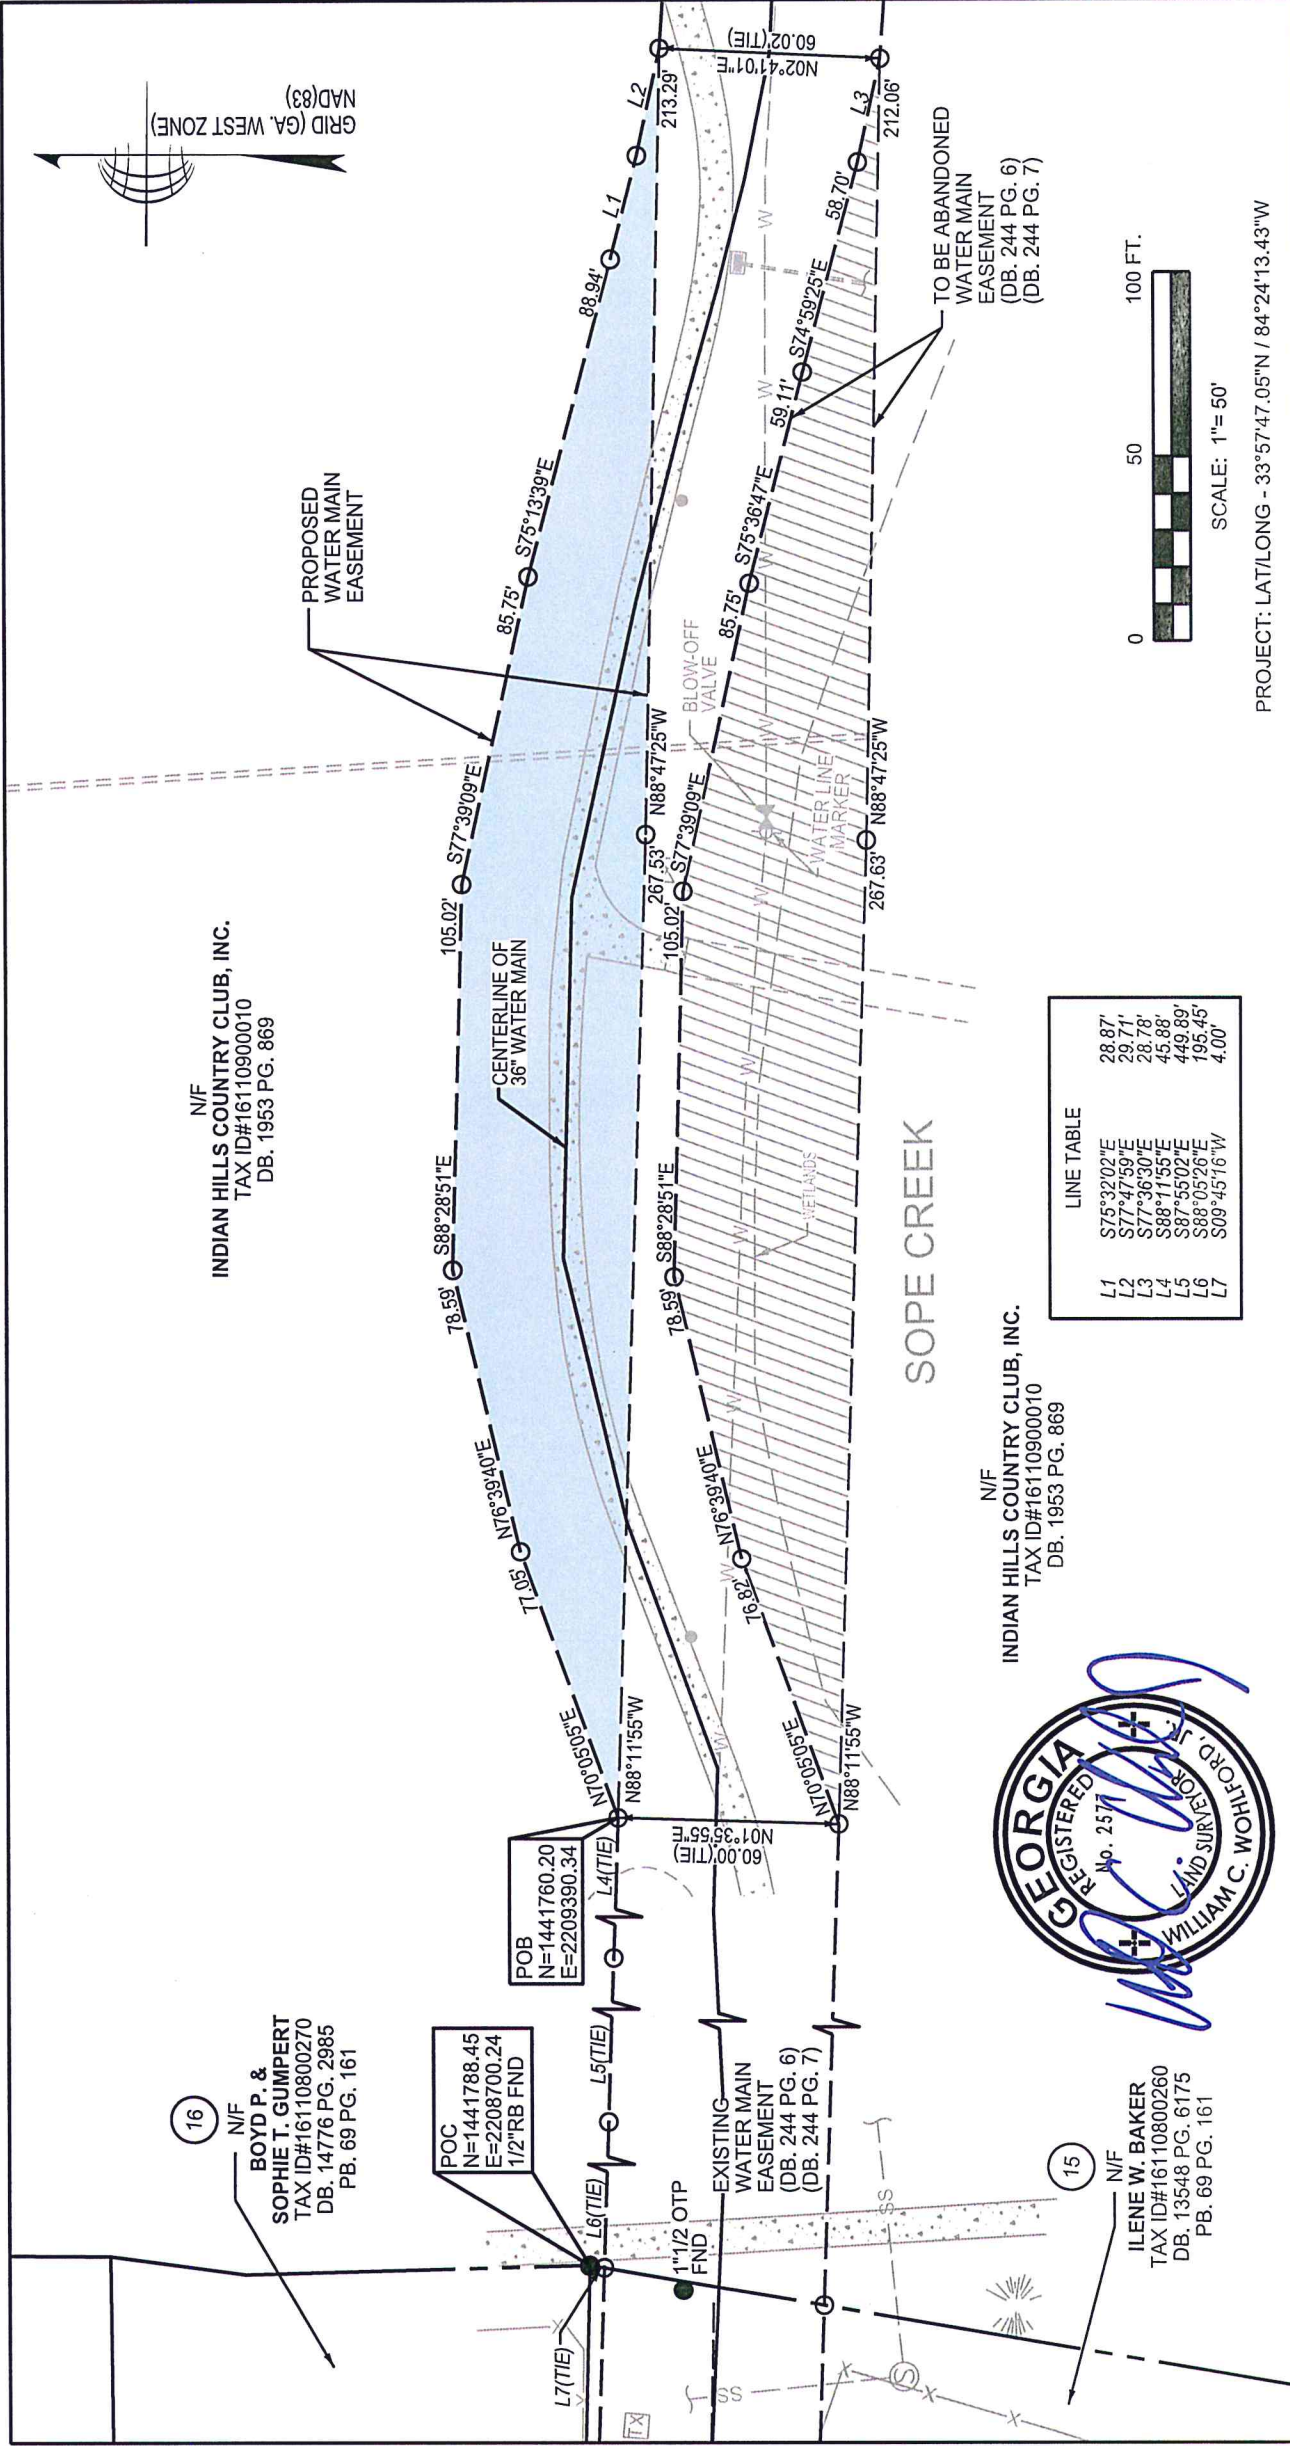 GRID (GA. WEST ZONE)
NAD(83)
N/F
INDIAN HILLS COUNTRY CLUB, INC.
TAX ID#16110900010
DB. 1953 PG. 869
16
N/F
BOYD P. &
SOPHIE T. GUMPERT
TAX ID#16110800270
DB. 14776 PG. 2985
PB. 69 PG. 161
POC
N=1441788.45
E=2208700.24
1/2"RB FND
POB
N=1441760.20
E=2209390.34
PROPOSED
WATER MAIN
EASEMENT
CENTERLINE OF
36" WATER MAIN
L7(TIE)
L6(TIE)
L5(TIE)
L4(TIE)
N70°05'05"E
77.05'
N76°39'40"E
78.59'
S88°28'51"E
105.02'
S77°39'09"E
85.75'
S75°13'39"E
88.94'
L1
L2
N88°11'55"W
267.53'
N88°47'25"W
213.29'
N02°41'01"E
60.02'(TIE)
60.00'(TIE)
N01°35'55"E
1"1/2 OTP
FND
EXISTING
WATER MAIN
EASEMENT
(DB. 244 PG. 6)
(DB. 244 PG. 7)
N70°05'05"E
76.82'
N76°39'40"E
78.59'
S88°28'51"E
105.02'
S77°39'09"E
85.75'
S75°36'47"E
59.11'
S74°59'25"E
58.70'
L3
N88°11'55"W
267.63'
N88°47'25"W
212.06'
BLOW-OFF
VALVE
WATER LINE
MARKER
WETLANDS
W
W
W
W
W
W
W
W
W
TO BE ABANDONED
WATER MAIN
EASEMENT
(DB. 244 PG. 6)
(DB. 244 PG. 7)
SOPE CREEK
TX
SS
SS
S
X
X
X
X
15
N/F
ILENE W. BAKER
TAX ID#16110800260
DB. 13548 PG. 6175
PB. 69 PG. 161
N/F
INDIAN HILLS COUNTRY CLUB, INC.
TAX ID#16110900010
DB. 1953 PG. 869
GEORGIA
REGISTERED
No. 2577
LAND SURVEYOR
WILLIAM C. WOHLFORD, JR.
LINE TABLE
L1 S75°32'02"E 28.87'
L2 S77°47'59"E 29.71'
L3 S77°36'30"E 28.78'
L4 S88°11'55"E 45.88'
L5 S87°55'02"E 449.89'
L6 S88°05'26"E 195.45'
L7 S09°45'16"W 4.00'
0 50 100 FT.
SCALE: 1"= 50'
PROJECT: LAT/LONG - 33°57'47.05"N / 84°24'13.43"W